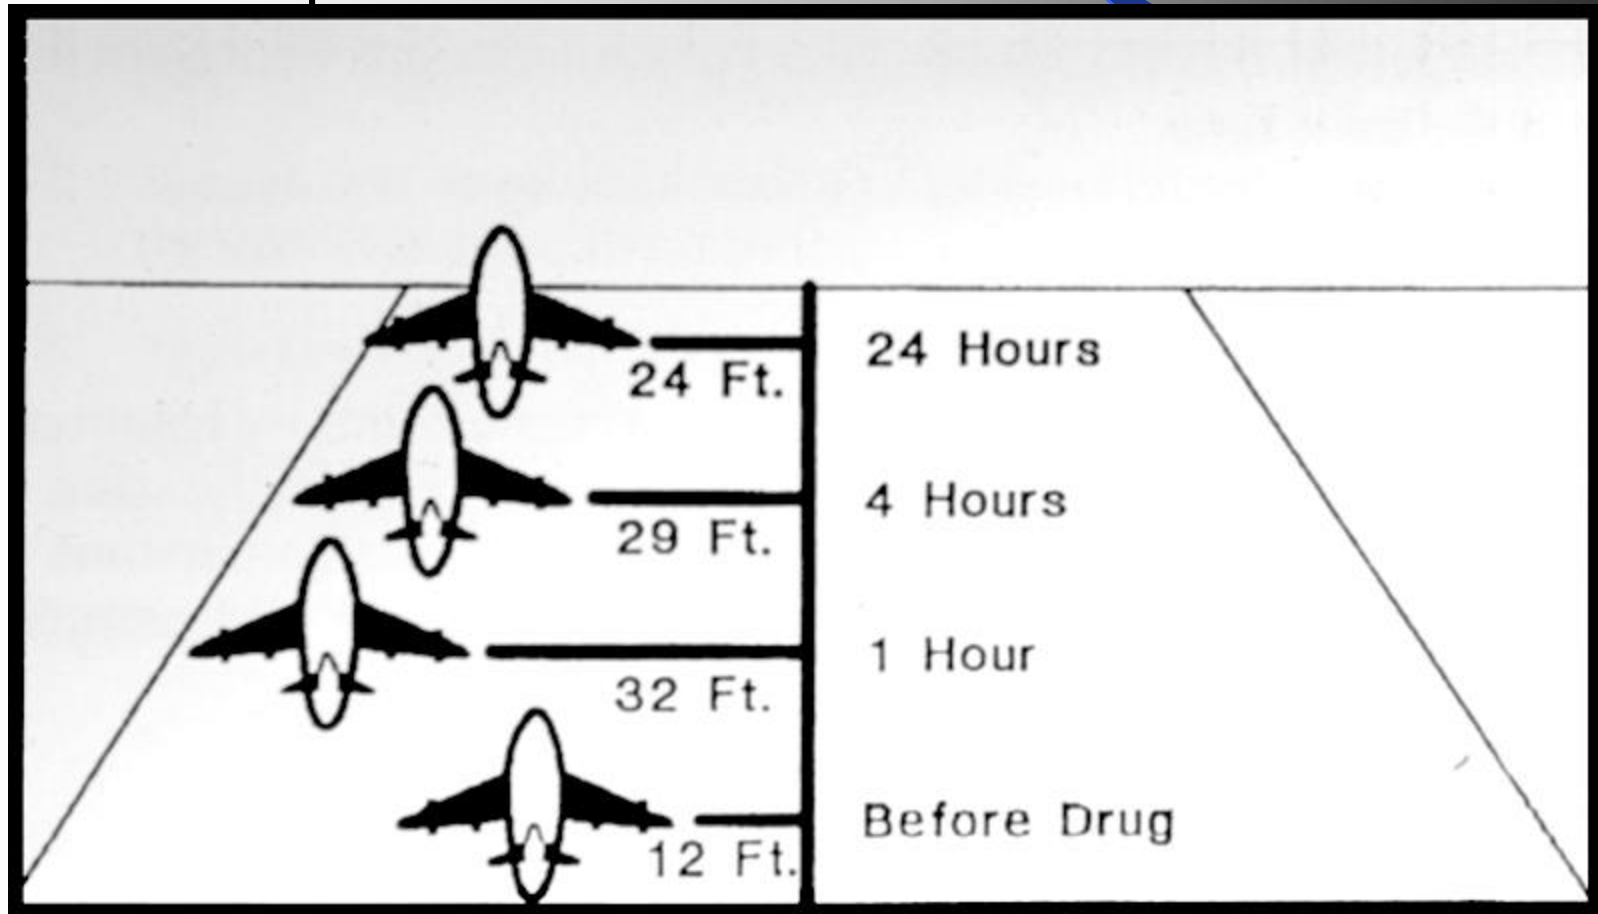 24 Hours
24 Ft.
4 Hours
29 Ft.
1 Hour
32 Ft.
Before Drug
12 Ft.